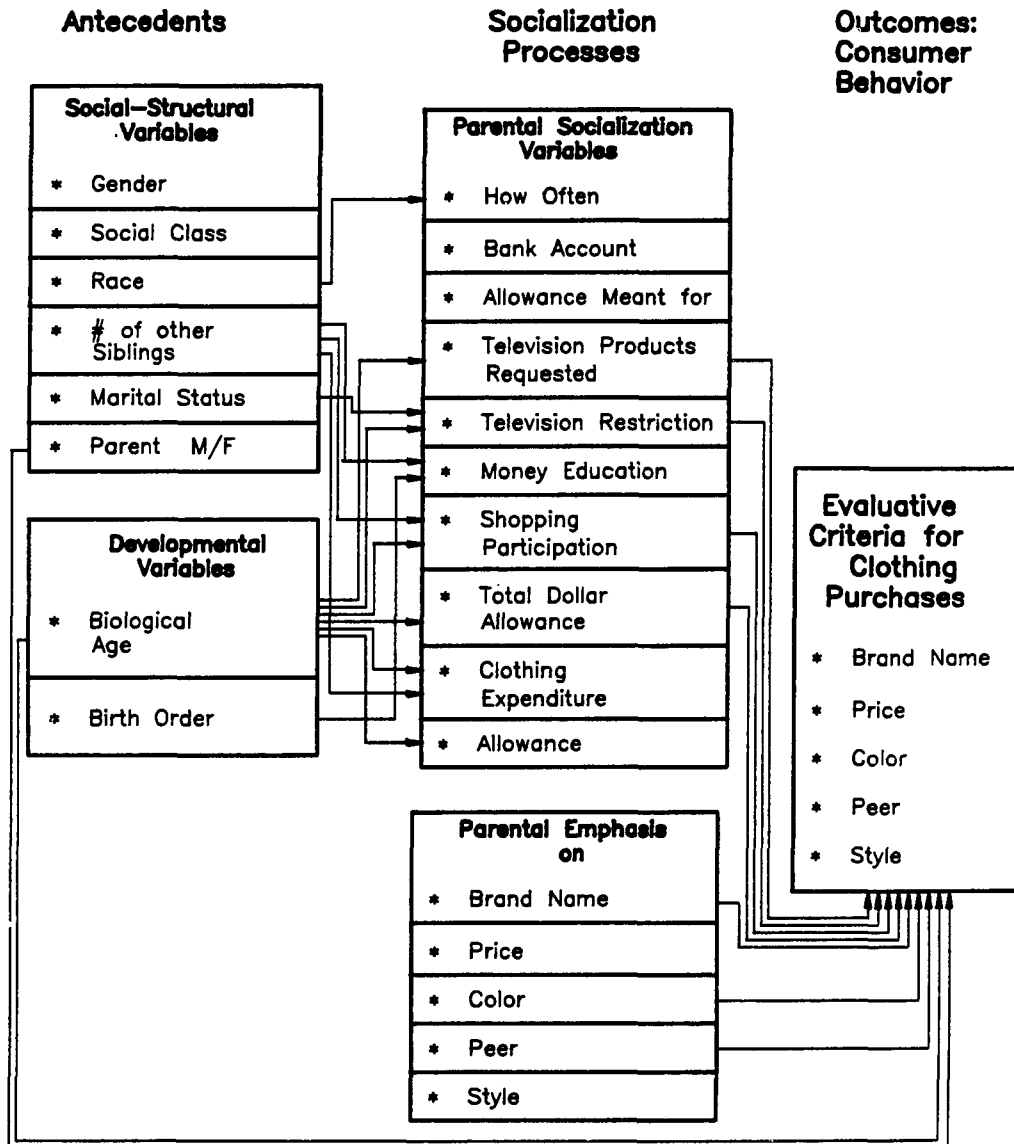 Antecedents
Socialization
Processes
Outcomes:
Consumer
Behavior
Social-Structural
Variables
* Gender
* Social Class
* Race
* # of other
Siblings
* Marital Status
* Parent M/F
Developmental
Variables
* Biological
Age
* Birth Order
Parental Socialization
Variables
* How Often
* Bank Account
* Allowance Meant for
* Television Products
Requested
* Television Restriction
* Money Education
* Shopping
Participation
* Total Dollar
Allowance
* Clothing
Expenditure
* Allowance
Parental Emphasis
on
* Brand Name
* Price
* Color
* Peer
* Style
Evaluative
Criteria for
Clothing
Purchases
* Brand Name
* Price
* Color
* Peer
* Style